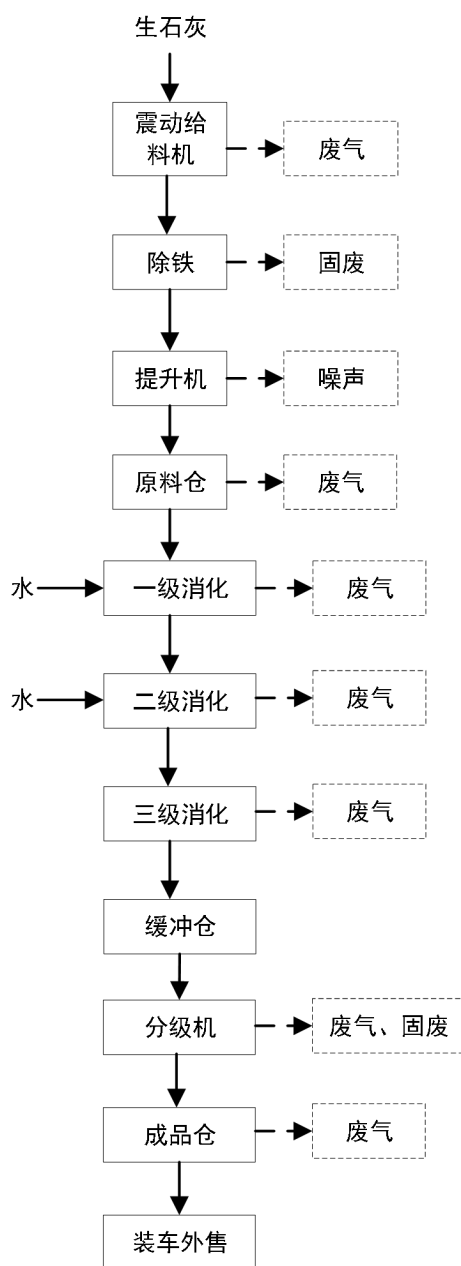 生石灰
震动给
料机
废气
除铁
固废
提升机
噪声
原料仓
废气
水
一级消化
废气
水
二级消化
废气
三级消化
废气
缓冲仓
分级机
废气、固废
成品仓
废气
装车外售